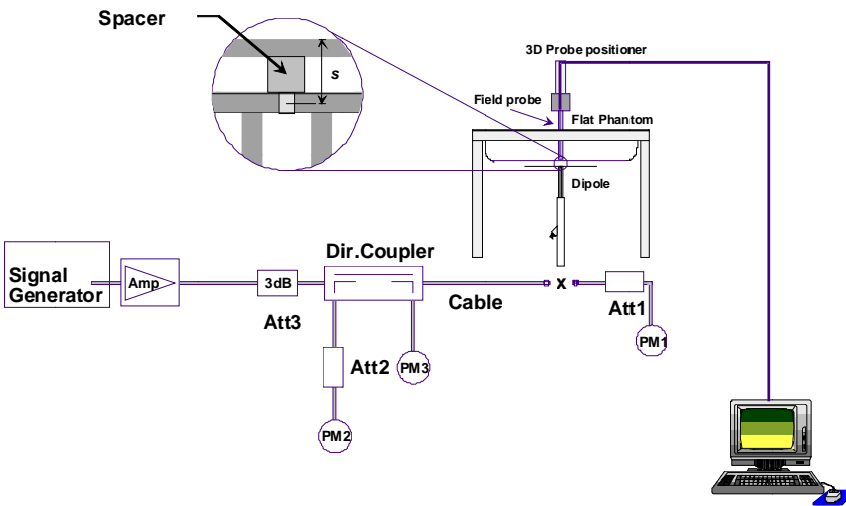 Spacer
s
3D Probe positioner
Field probe
Flat Phantom
Dipole
Dir.Coupler
Signal
Generator
Amp
3dB
Att3
Cable
x
Att1
PM1
Att2
PM3
PM2